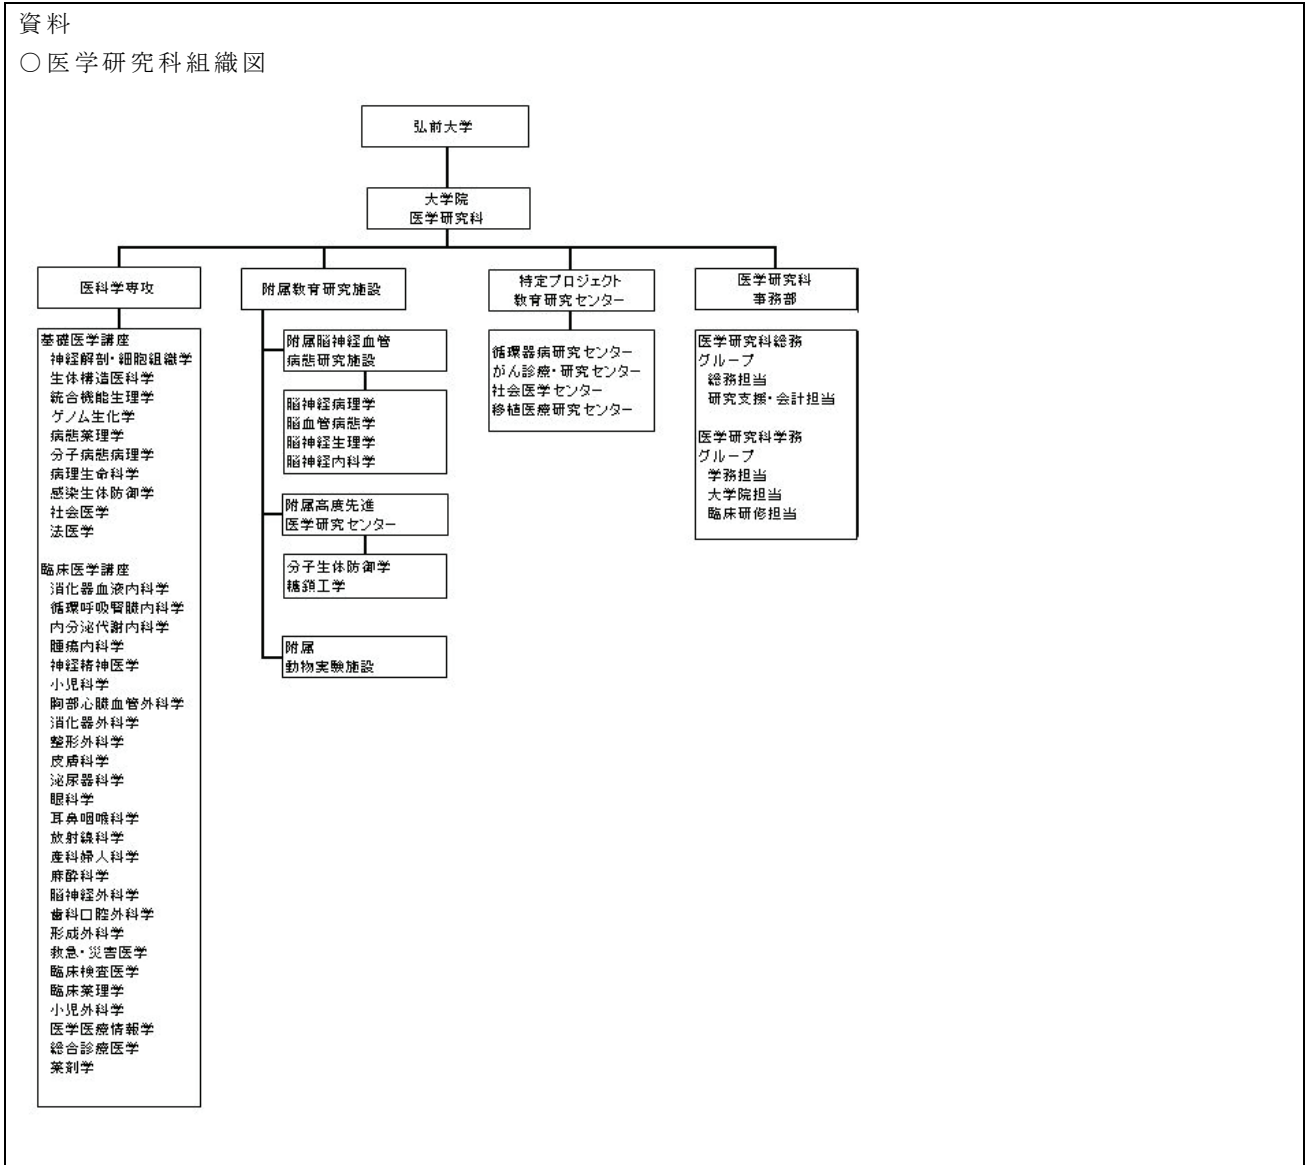 資料
○医学研究科組織図
弘前大学
大学院
医学研究科
医科学専攻
基礎医学講座
神経解剖・細胞組織学
生体構造医科学
統合機能生理学
ゲノム生化学
病態薬理学
分子病態病理学
病理生命科学
感染生体防御学
社会医学
法医学
臨床医学講座
消化器血液内科学
循環呼吸腎臓内科学
内分泌代謝内科学
腫瘍内科学
神経精神医学
小児科学
胸部心臓血管外科学
消化器外科学
整形外科学
皮膚科学
泌尿器科学
眼科学
耳鼻咽喉科学
放射線科学
産科婦人科学
麻酔科学
脳神経外科学
歯科口腔外科学
形成外科学
救急・災害医学
臨床検査医学
臨床薬理学
小児外科学
医学医療情報学
総合診療医学
薬剤学
附属教育研究施設
附属脳神経血管
病態研究施設
脳神経病理学
脳血管病態学
脳神経生理学
脳神経内科学
附属高度先進
医学研究センター
分子生体防御学
糖鎖工学
附属
動物実験施設
特定プロジェクト
教育研究センター
循環器病研究センター
がん診療・研究センター
社会医学センター
移植医療研究センター
医学研究科
事務部
医学研究科総務
グループ
総務担当
研究支援・会計担当
医学研究科学務
グループ
学務担当
大学院担当
臨床研修担当